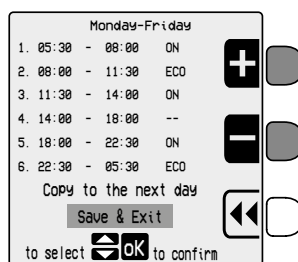 Monday-Friday
1. 05:30 - 08:00 ON
2. 08:00 - 11:30 ECO
3. 11:30 - 14:00 ON
4. 14:00 - 18:00 --
5. 18:00 - 22:30 ON
6. 22:30 - 05:30 ECO
Copy to the next day
Save & Exit
to select OK to confirm